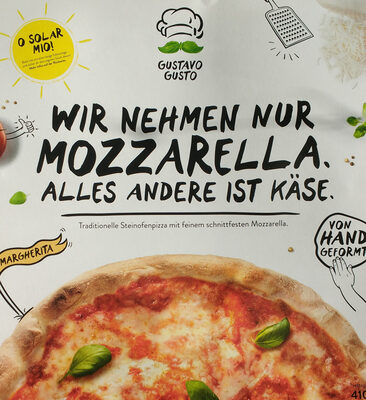 O SOLAR
MIO!
GUSTAVO
GUSTO
WIR NEHMEN NUR
MOZZARELLA.
ALLES ANDERE IST KÄSE.
Traditionelle Steinofenpizza mit feinem schnittfesten Mozzarella.
MARGHERITA
VON
HAND
GEFORMT